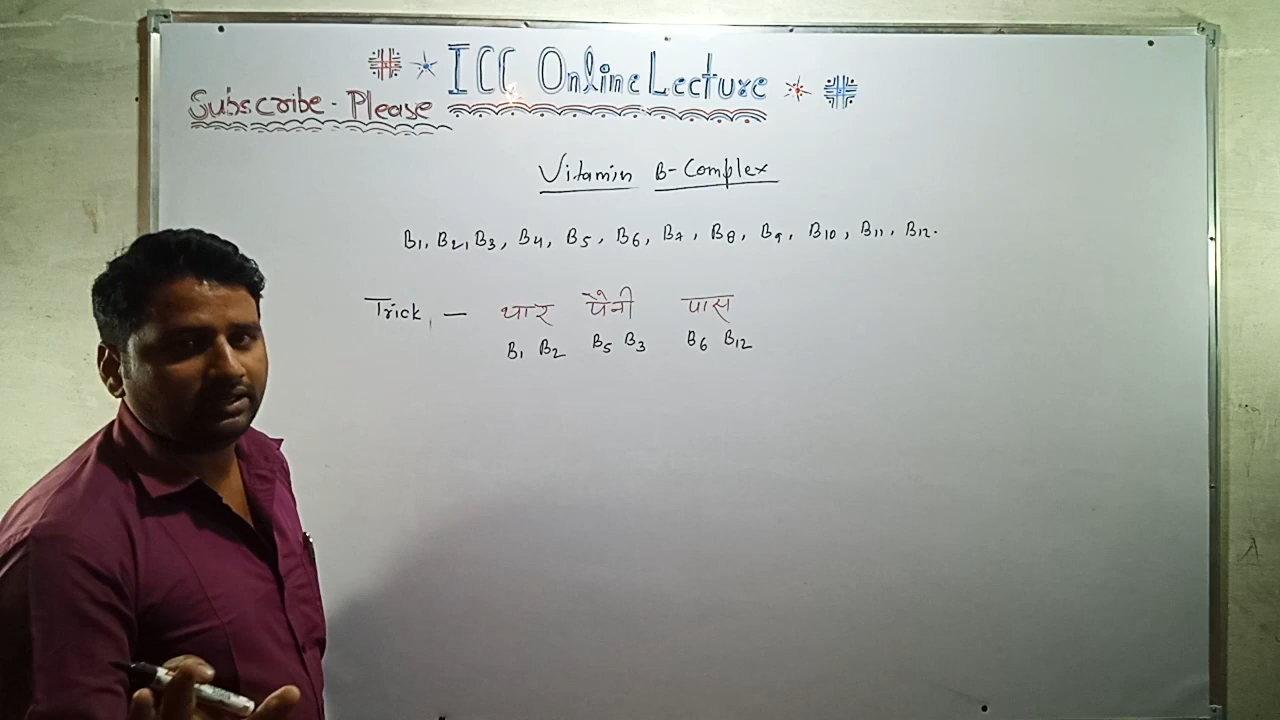 ICC Online Lecture
Subscribe - Please
Vitamin B-Complex
B1, B2, B3, B4, B5, B6, B7, B8, B9, B10, B11, B12.
Trick - थार पैनी पास
B1 B2 B5 B3 B6 B12